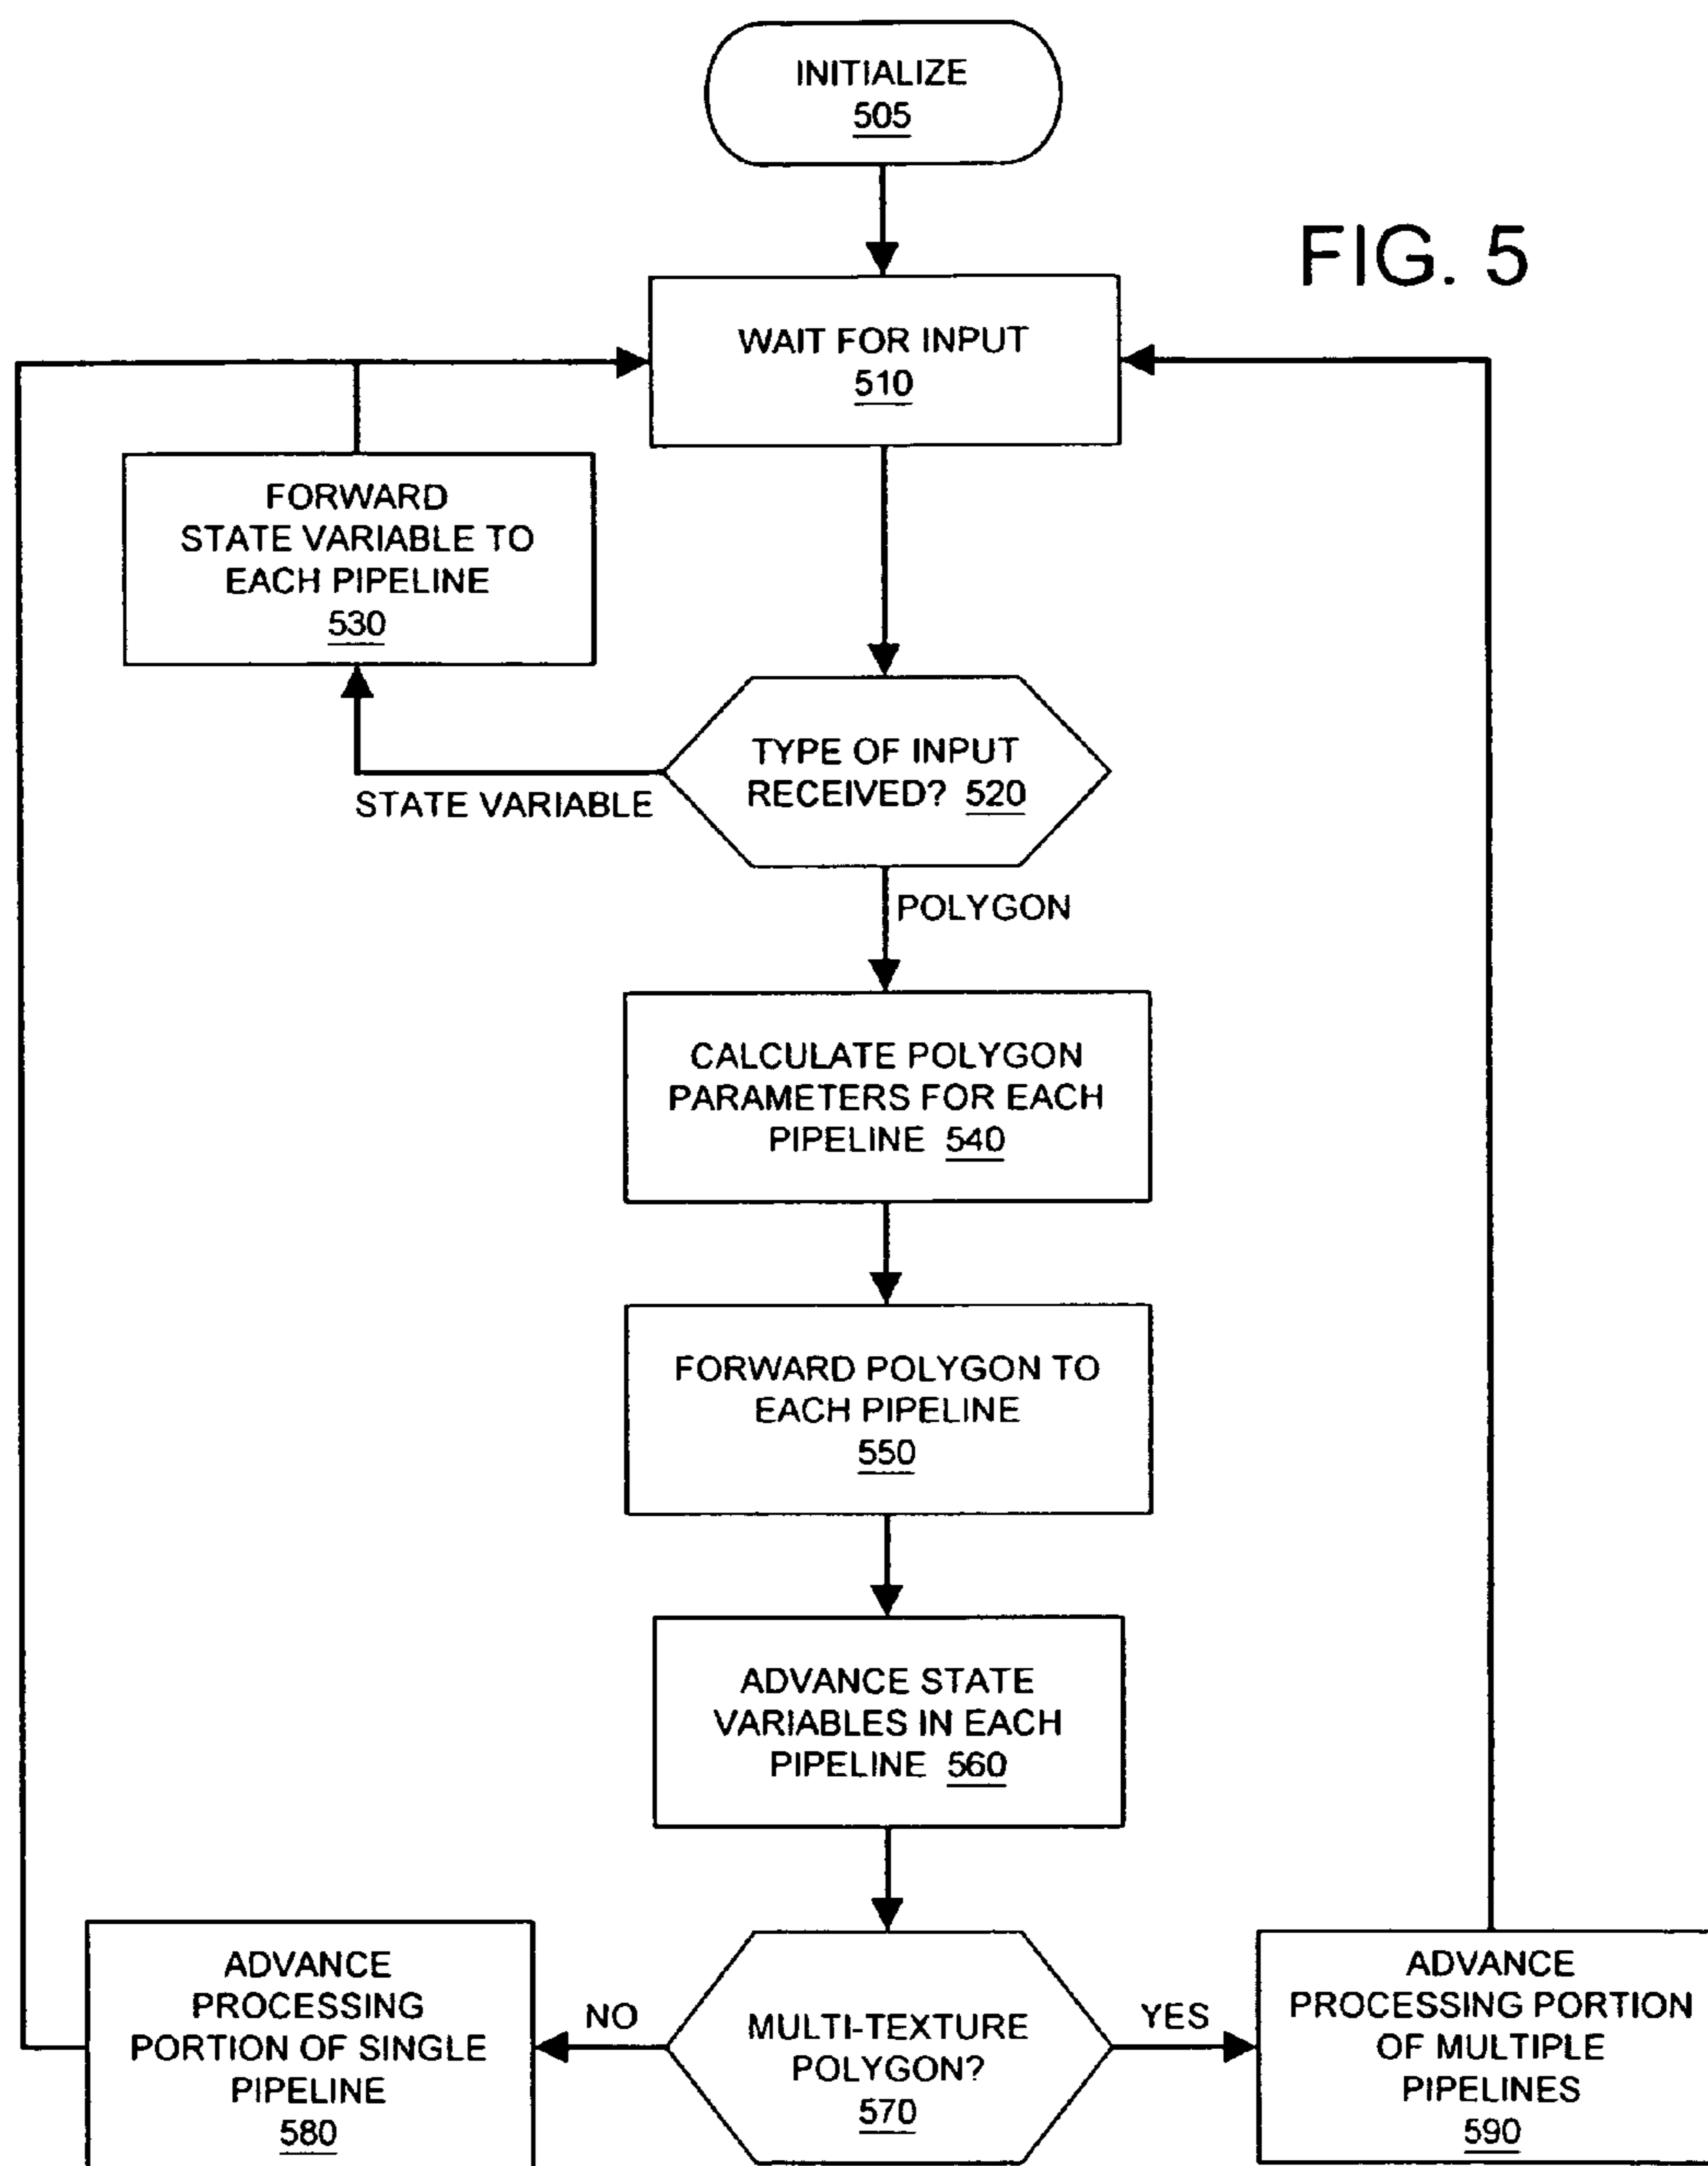 INITIALIZE
505
FIG. 5
WAIT FOR INPUT
510
FORWARD
STATE VARIABLE TO
EACH PIPELINE
530
TYPE OF INPUT
RECEIVED? 520
STATE VARIABLE
POLYGON
CALCULATE POLYGON
PARAMETERS FOR EACH
PIPELINE 540
FORWARD POLYGON TO
EACH PIPELINE
550
ADVANCE STATE
VARIABLES IN EACH
PIPELINE 560
ADVANCE
PROCESSING
PORTION OF SINGLE
PIPELINE
580
NO
MULTI-TEXTURE
POLYGON?
570
YES
ADVANCE
PROCESSING PORTION
OF MULTIPLE
PIPELINES
590